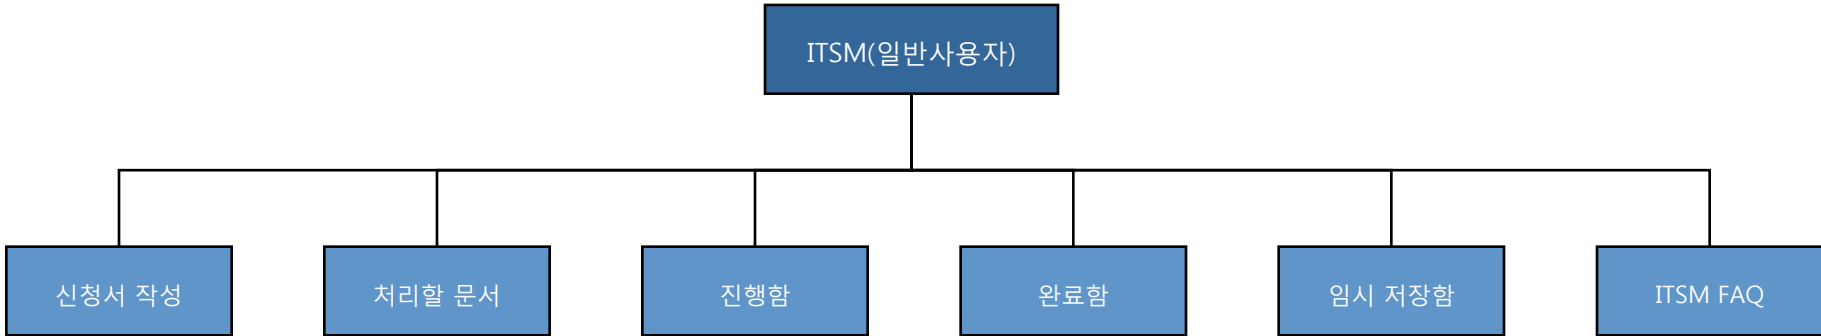 ITSM(일반사용자)
신청서 작성
처리할 문서
진행함
완료함
임시 저장함
ITSM FAQ